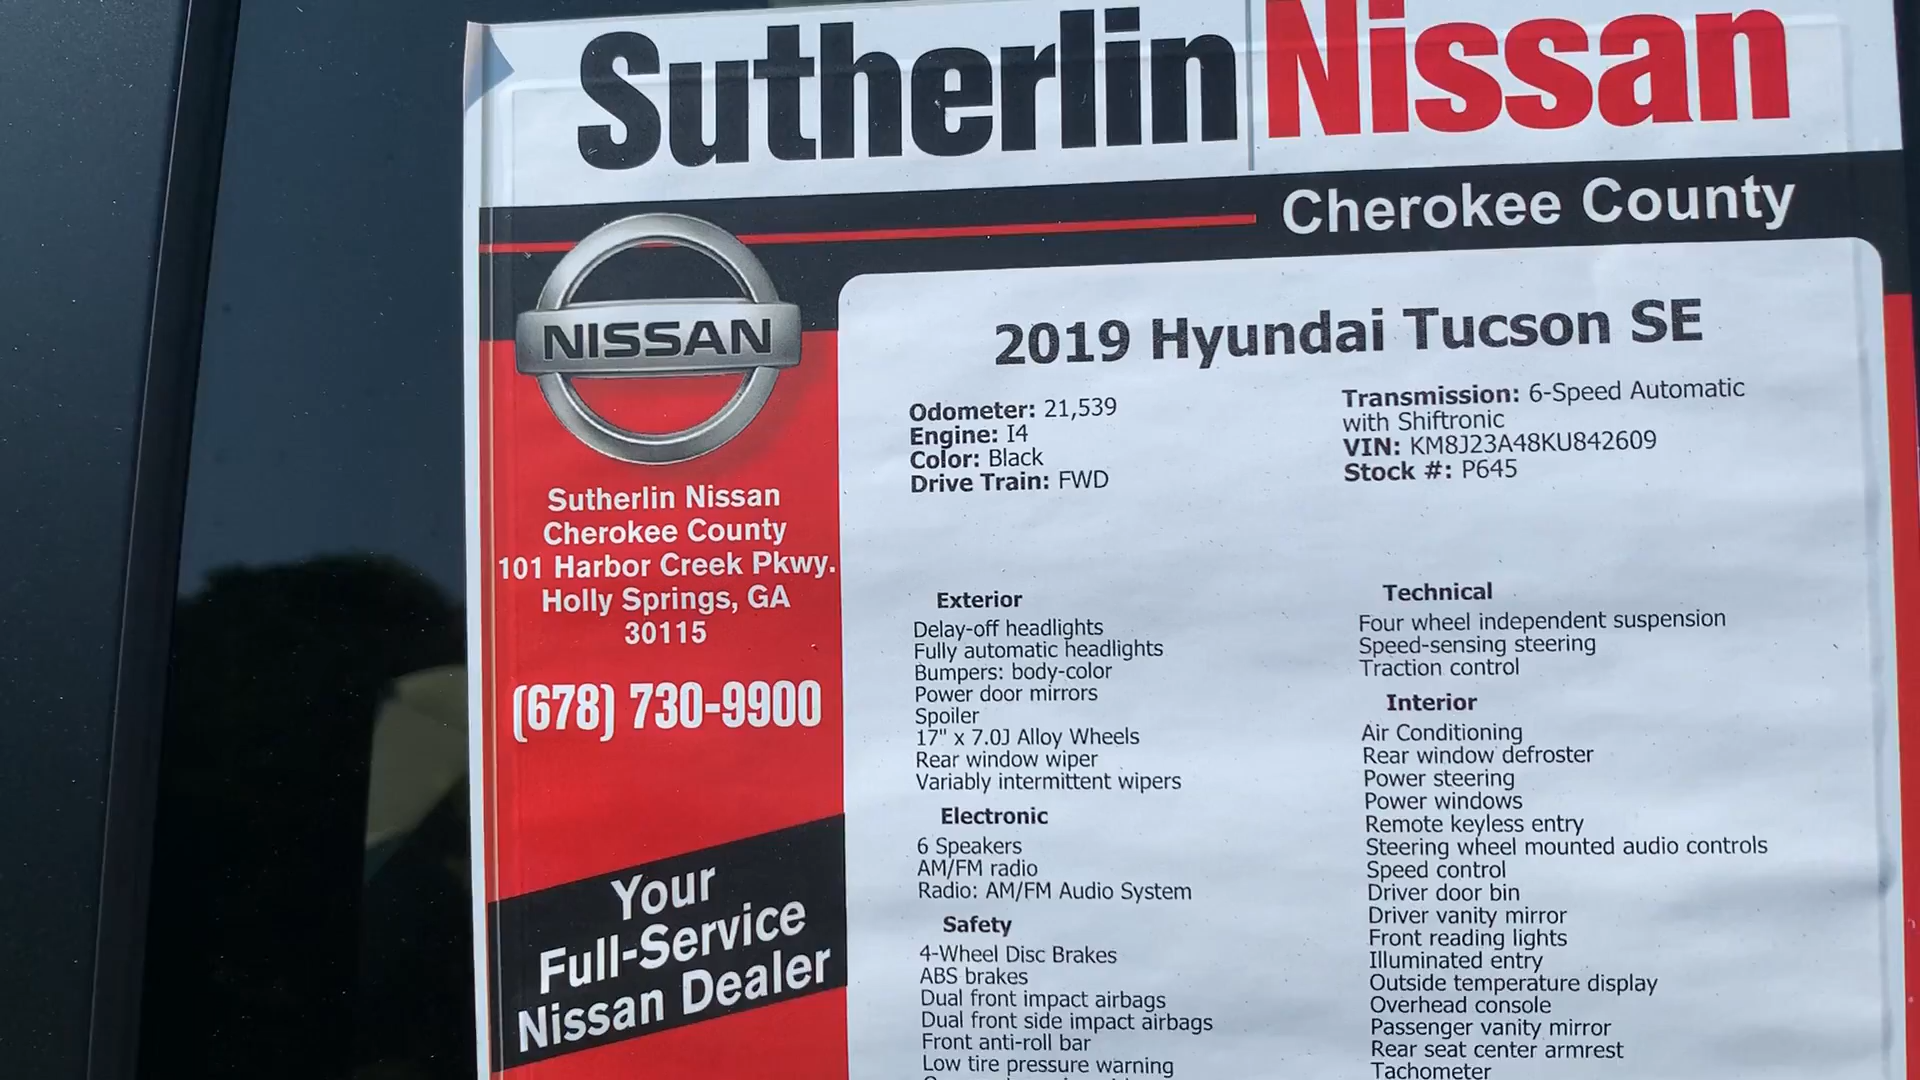 Sutherlin Nissan
Cherokee County
NISSAN
Sutherlin Nissan
Cherokee County
101 Harbor Creek Pkwy.
Holly Springs, GA
30115
(678) 730-9900
Your
Full-Service
Nissan Dealer
2019 Hyundai Tucson SE
Odometer: 21,539
Engine: I4
Color: Black
Drive Train: FWD
Transmission: 6-Speed Automatic
with Shiftronic
VIN: KM8J23A48KU842609
Stock #: P645
Exterior
Delay-off headlights
Fully automatic headlights
Bumpers: body-color
Power door mirrors
Spoiler
17" x 7.0J Alloy Wheels
Rear window wiper
Variably intermittent wipers
Electronic
6 Speakers
AM/FM radio
Radio: AM/FM Audio System
Safety
4-Wheel Disc Brakes
ABS brakes
Dual front impact airbags
Dual front side impact airbags
Front anti-roll bar
Low tire pressure warning
Technical
Four wheel independent suspension
Speed-sensing steering
Traction control
Interior
Air Conditioning
Rear window defroster
Power steering
Power windows
Remote keyless entry
Steering wheel mounted audio controls
Speed control
Driver door bin
Driver vanity mirror
Front reading lights
Illuminated entry
Outside temperature display
Overhead console
Passenger vanity mirror
Rear seat center armrest
Tachometer